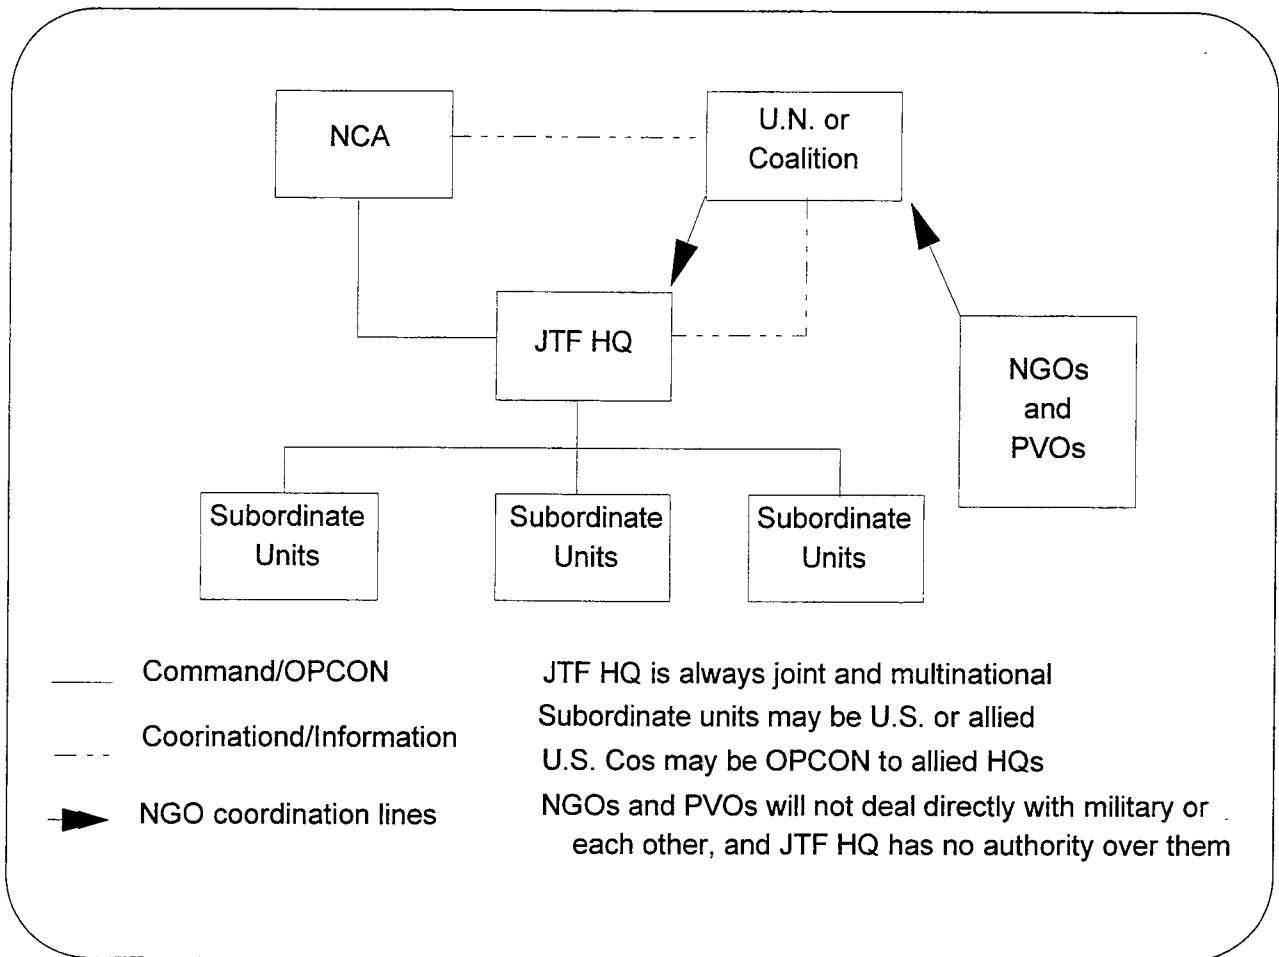 NCA
U.N. or
Coalition
JTF HQ
NGOs
and
PVOs
Subordinate
Units
Subordinate
Units
Subordinate
Units
Command/OPCON
Coorinationd/Information
NGO coordination lines
JTF HQ is always joint and multinational
Subordinate units may be U.S. or allied
U.S. Cos may be OPCON to allied HQs
NGOs and PVOs will not deal directly with military or
each other, and JTF HQ has no authority over them